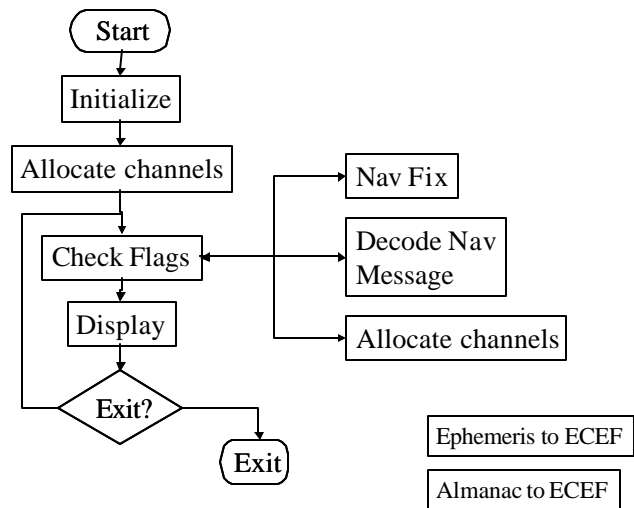 Start
Initialize
Allocate channels
Check Flags
Display
Exit?
Exit
Nav Fix
Decode Nav
Message
Allocate channels
Ephemeris to ECEF
Almanac to ECEF